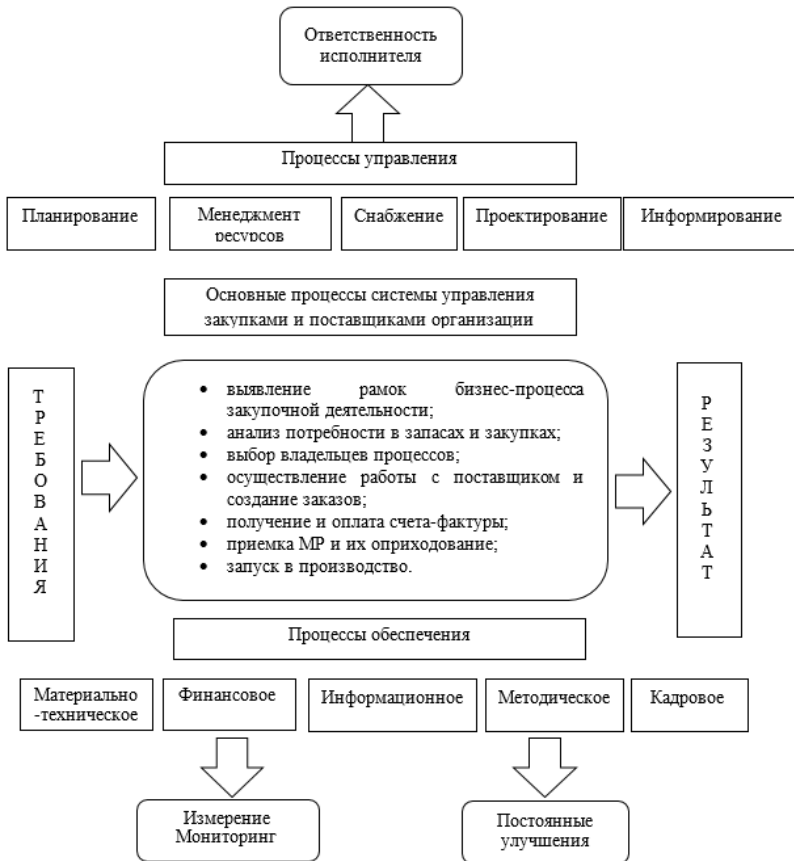 Ответственность
исполнителя
Процессы управления
Планирование
Менеджмент
ресурсов
Снабжение
Проектирование
Информирование
Основные процессы системы управления
закупками и поставщиками организации
ТРЕБОВАНИЯ
• выявление рамок бизнес-процесса
закупочной деятельности;
• анализ потребности в запасах и закупках;
• выбор владельцев процессов;
• осуществление работы с поставщиком и
создание заказов;
• получение и оплата счета-фактуры;
• приемка МР и их оприходование;
• запуск в производство.
РЕЗУЛЬТАТ
Процессы обеспечения
Материально
-техническое
Финансовое
Информационное
Методическое
Кадровое
Измерение
Мониторинг
Постоянные
улучшения